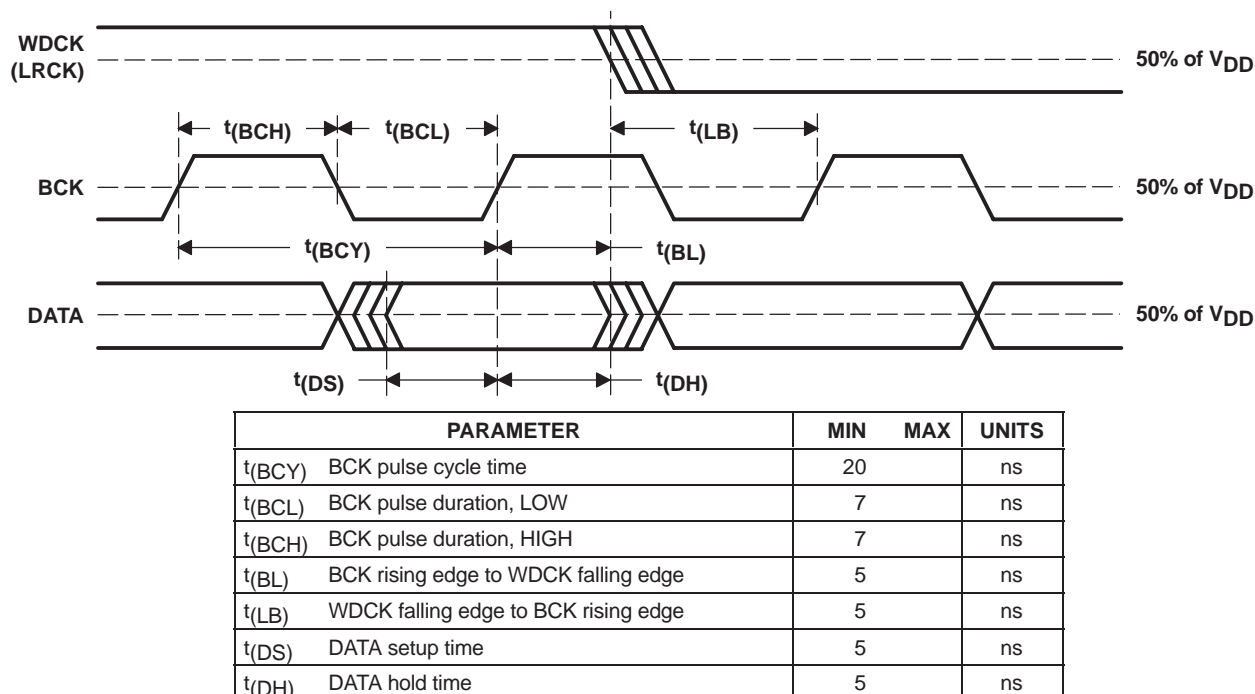 WDCK
(LRCK)
50% of VDD
t(BCH)
t(BCL)
t(LB)
BCK
50% of VDD
t(BCY)
t(BL)
DATA
50% of VDD
t(DS)
t(DH)
PARAMETER MIN MAX UNITS
t(BCY) BCK pulse cycle time 20 ns
t(BCL) BCK pulse duration, LOW 7 ns
t(BCH) BCK pulse duration, HIGH 7 ns
t(BL) BCK rising edge to WDCK falling edge 5 ns
t(LB) WDCK falling edge to BCK rising edge 5 ns
t(DS) DATA setup time 5 ns
t(DH) DATA hold time 5 ns